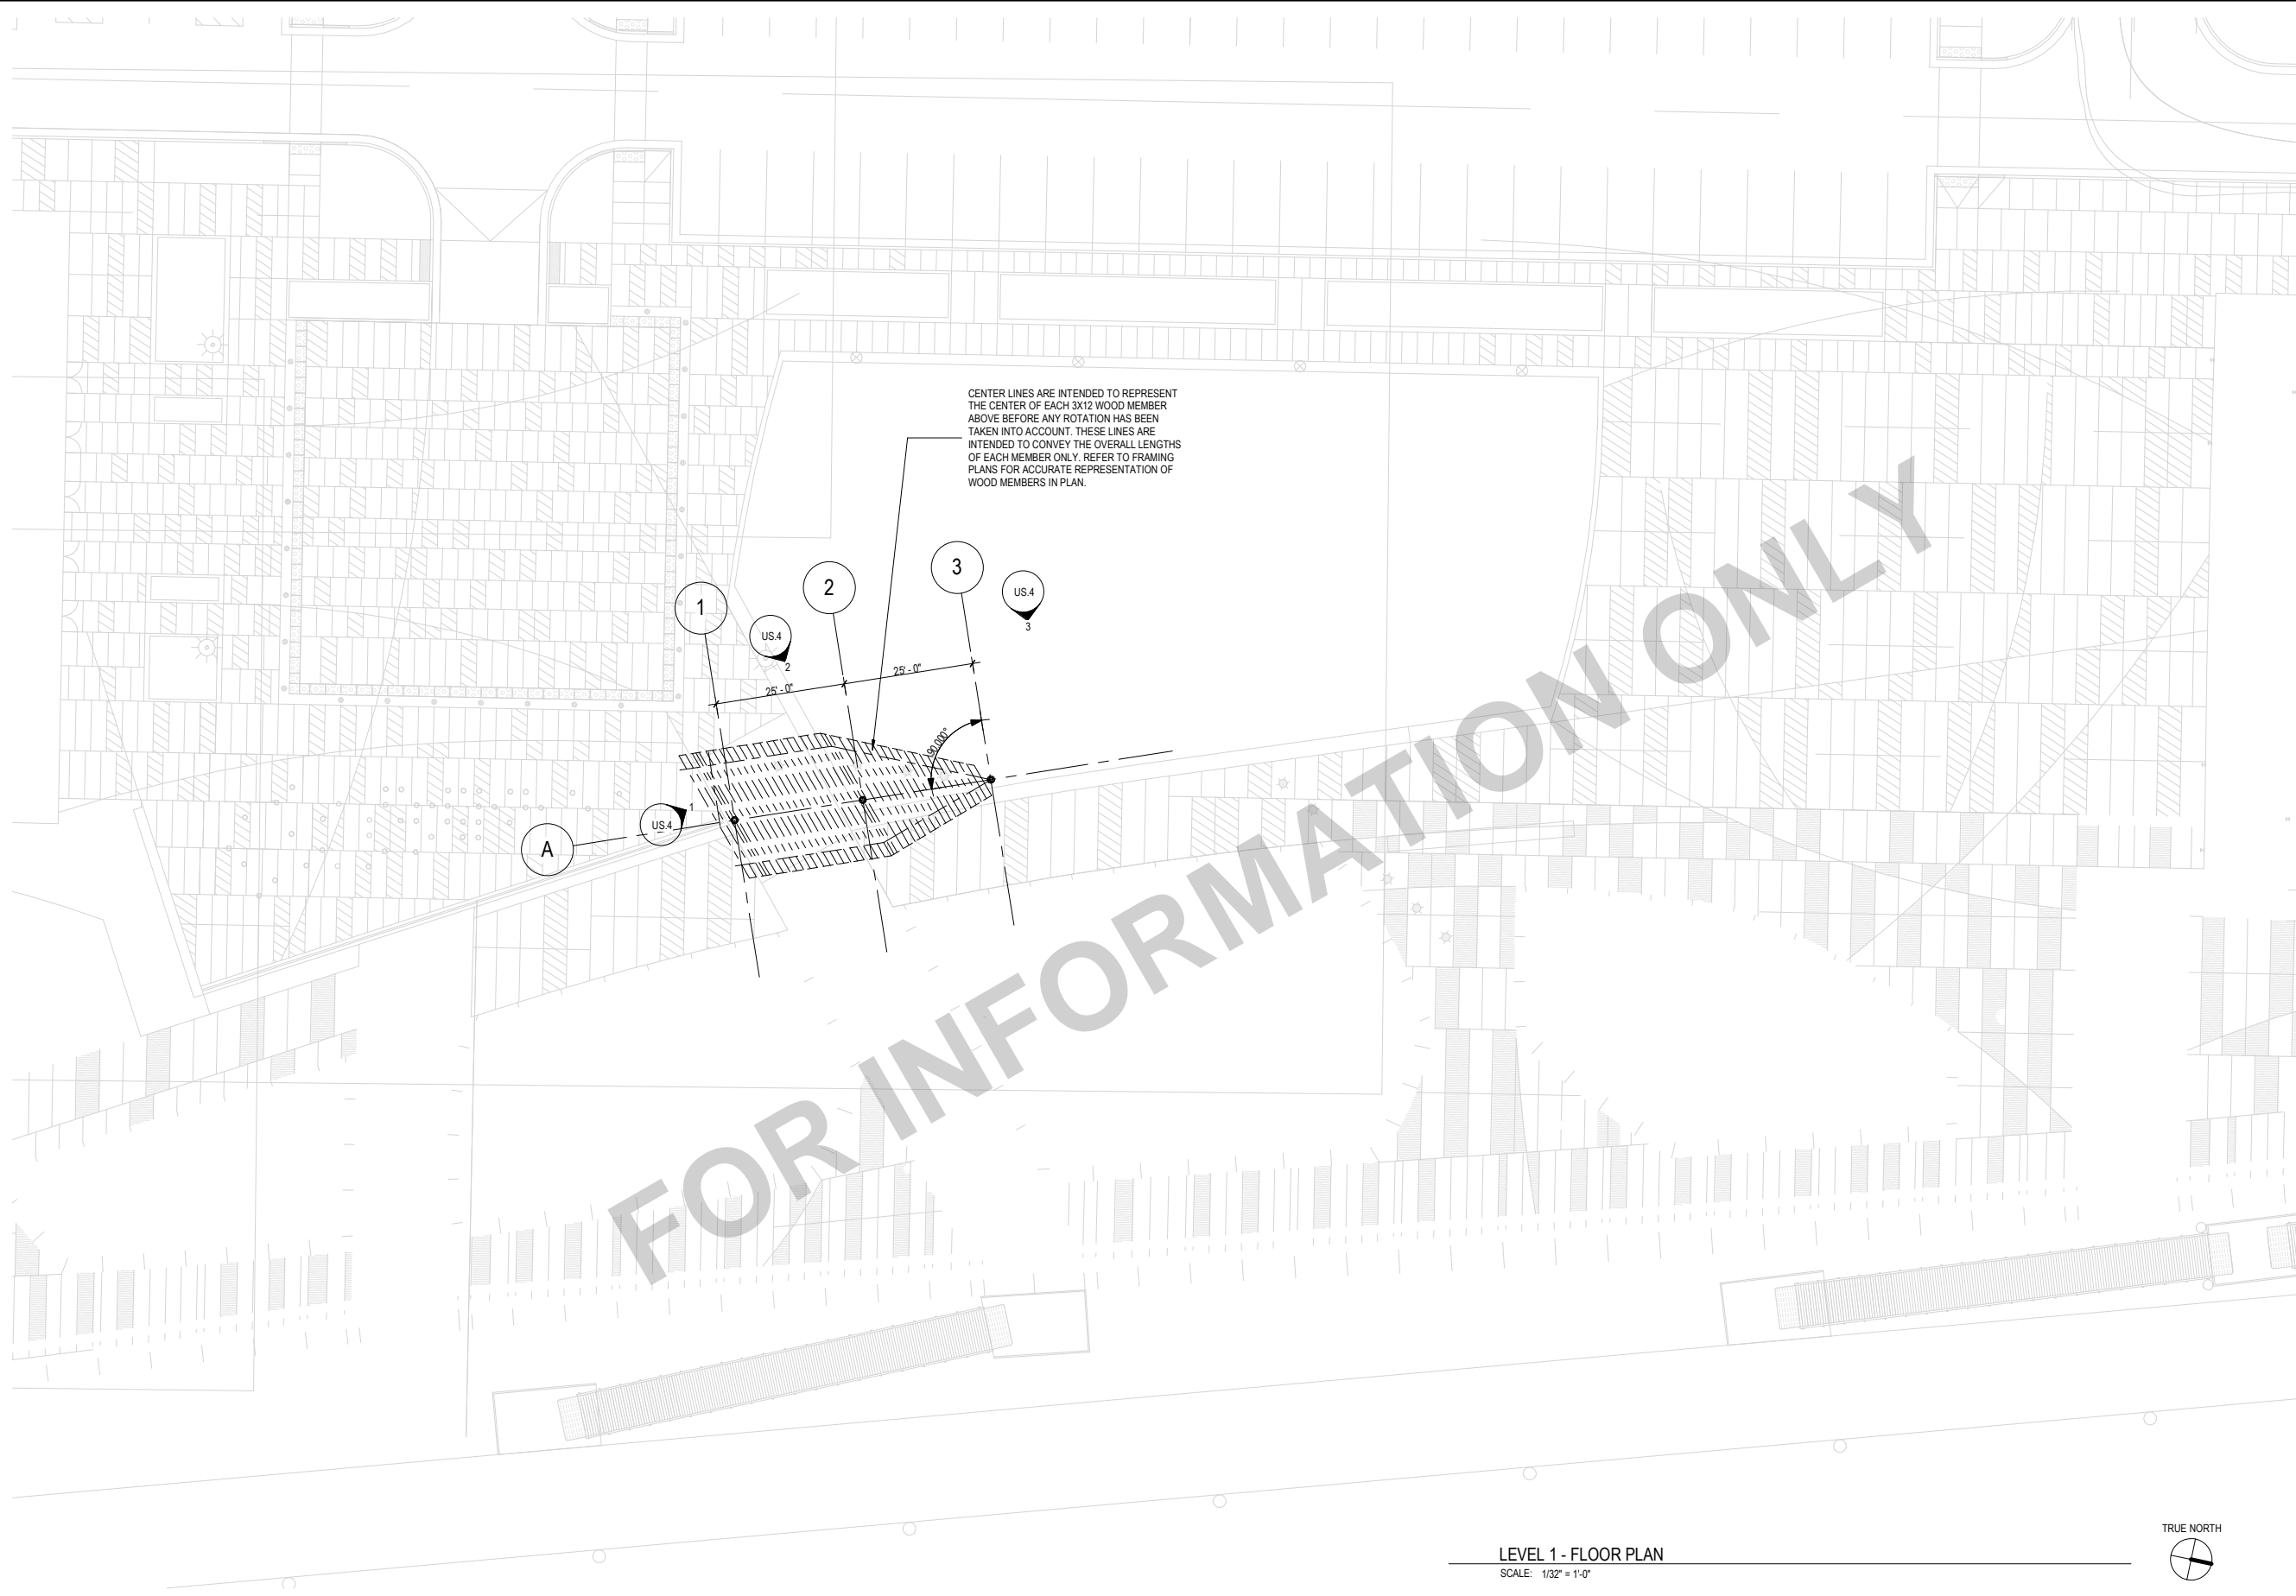 CENTER LINES ARE INTENDED TO REPRESENT
THE CENTER OF EACH 3X12 WOOD MEMBER
ABOVE BEFORE ANY ROTATION HAS BEEN
TAKEN INTO ACCOUNT. THESE LINES ARE
INTENDED TO CONVEY THE OVERALL LENGTHS
OF EACH MEMBER ONLY. REFER TO FRAMING
PLANS FOR ACCURATE REPRESENTATION OF
WOOD MEMBERS IN PLAN.
3
2
1
US.4
3
US.4
2
25' - 0"
25' - 0"
90.000°
US.4
1
A
FOR INFORMATION ONLY
LEVEL 1 - FLOOR PLAN
SCALE: 1/32" = 1'-0"
TRUE NORTH